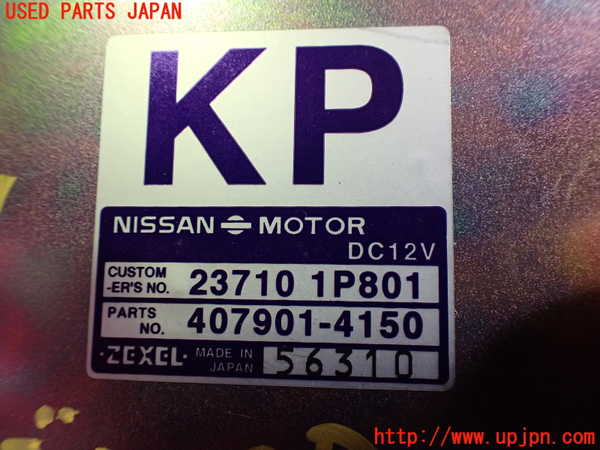 USED PARTS JAPAN
KP
NISSAN MOTOR
DC12V
CUSTOM
-ER'S NO. 23710 1P801
PARTS
NO. 407901-4150
·ZEXEL· MADE IN
JAPAN 56310
http://www.upjpn.com/